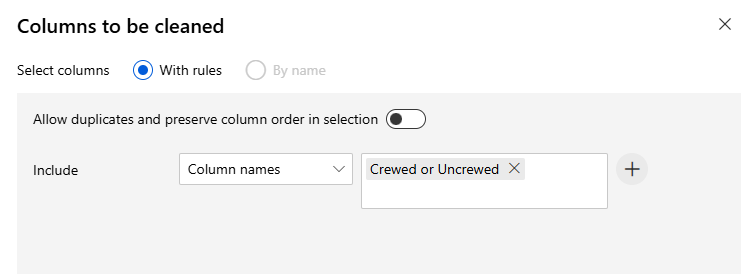 Columns to be cleaned
Select columns With rules By name
Allow duplicates and preserve column order in selection
Include Column names Crewed or Uncrewed